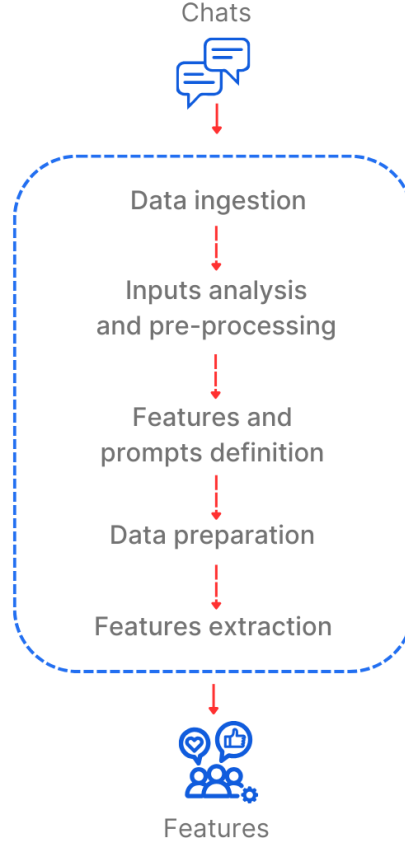 Chats
Data ingestion
Inputs analysis
and pre-processing
Features and
prompts definition
Data preparation
Features extraction
Features